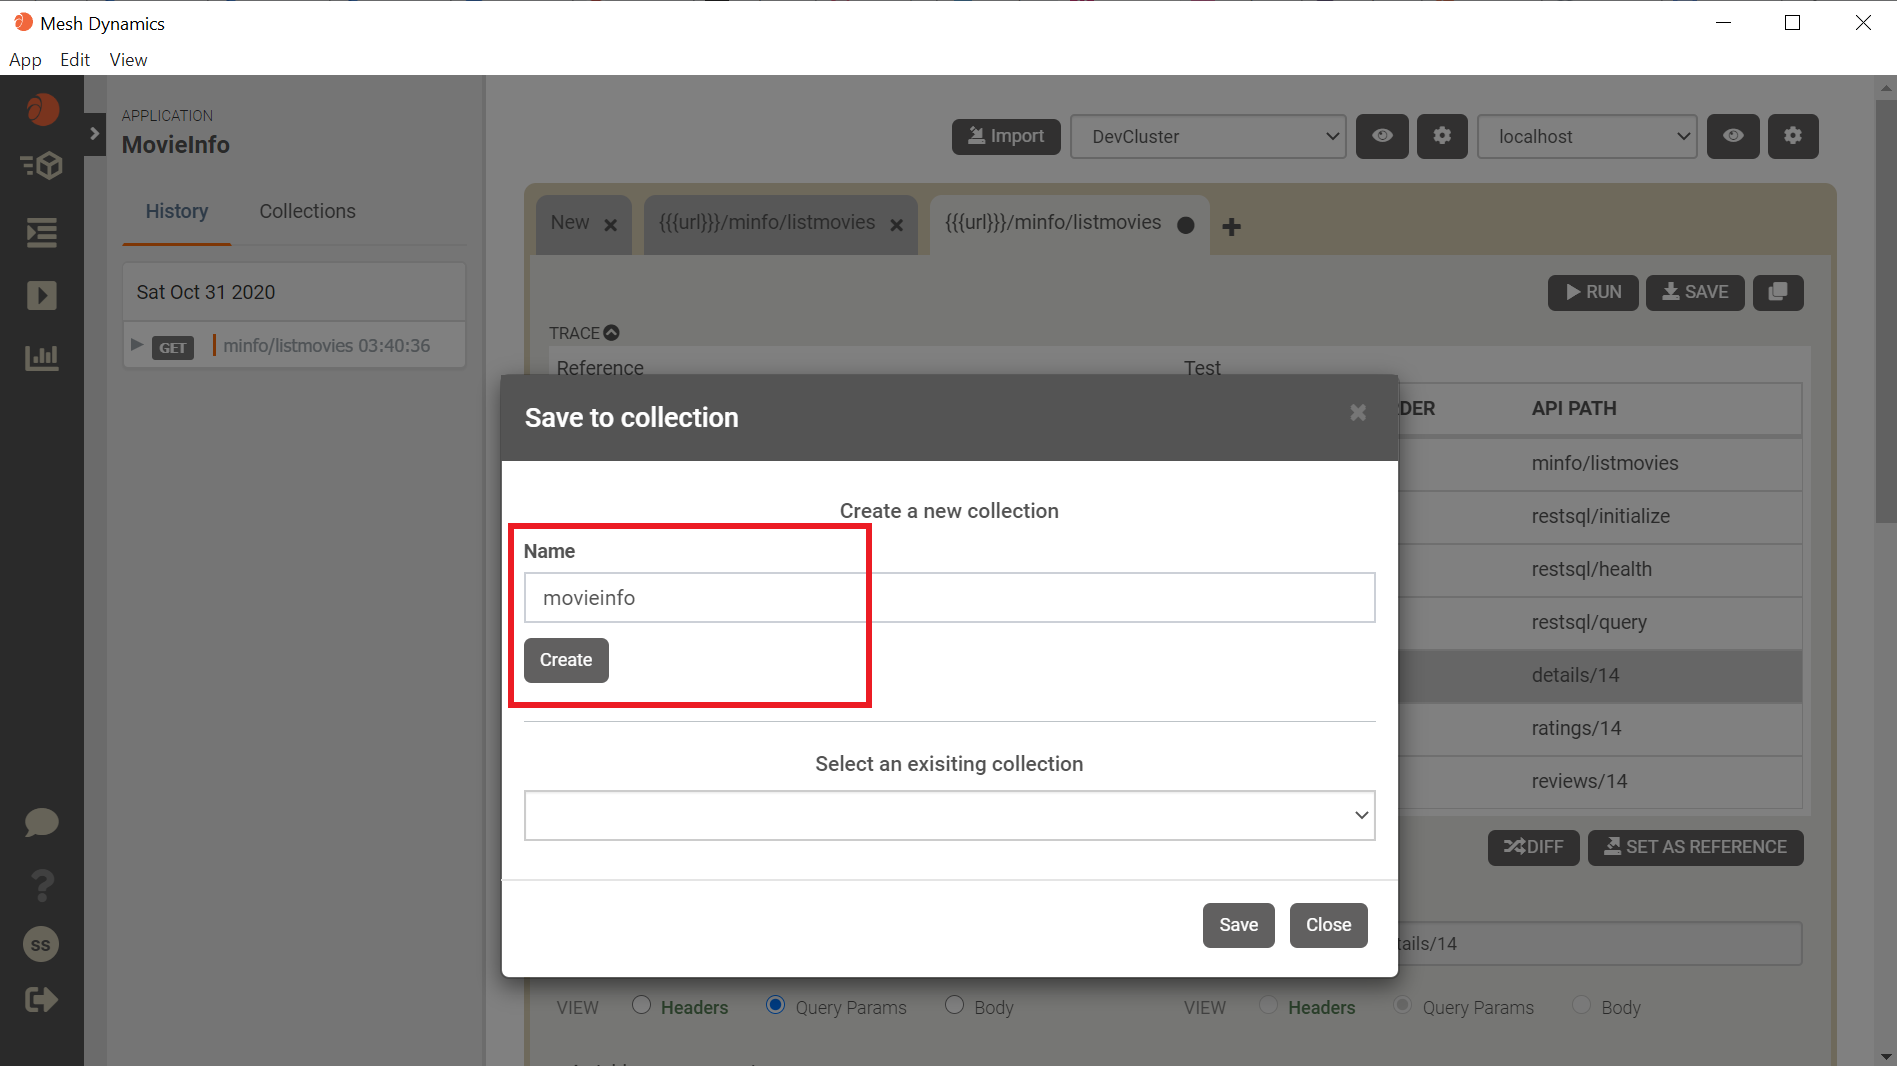 Mesh Dynamics
App Edit View
APPLICATION
MovieInfo
Import
DevCluster
localhost
History
Collections
New
{{{url}}}/minfo/listmovies
{{{url}}}/minfo/listmovies
Sat Oct 31 2020
GET minfo/listmovies 03:40:36
RUN
SAVE
TRACE
Reference
Test
DER
API PATH
minfo/listmovies
restsql/initialize
restsql/health
restsql/query
details/14
ratings/14
reviews/14
Save to collection
Create a new collection
Name
movieinfo
Create
Select an exisiting collection
Save
Close
DIFF
SET AS REFERENCE
ails/14
VIEW Headers Query Params Body
VIEW Headers Query Params Body
SS